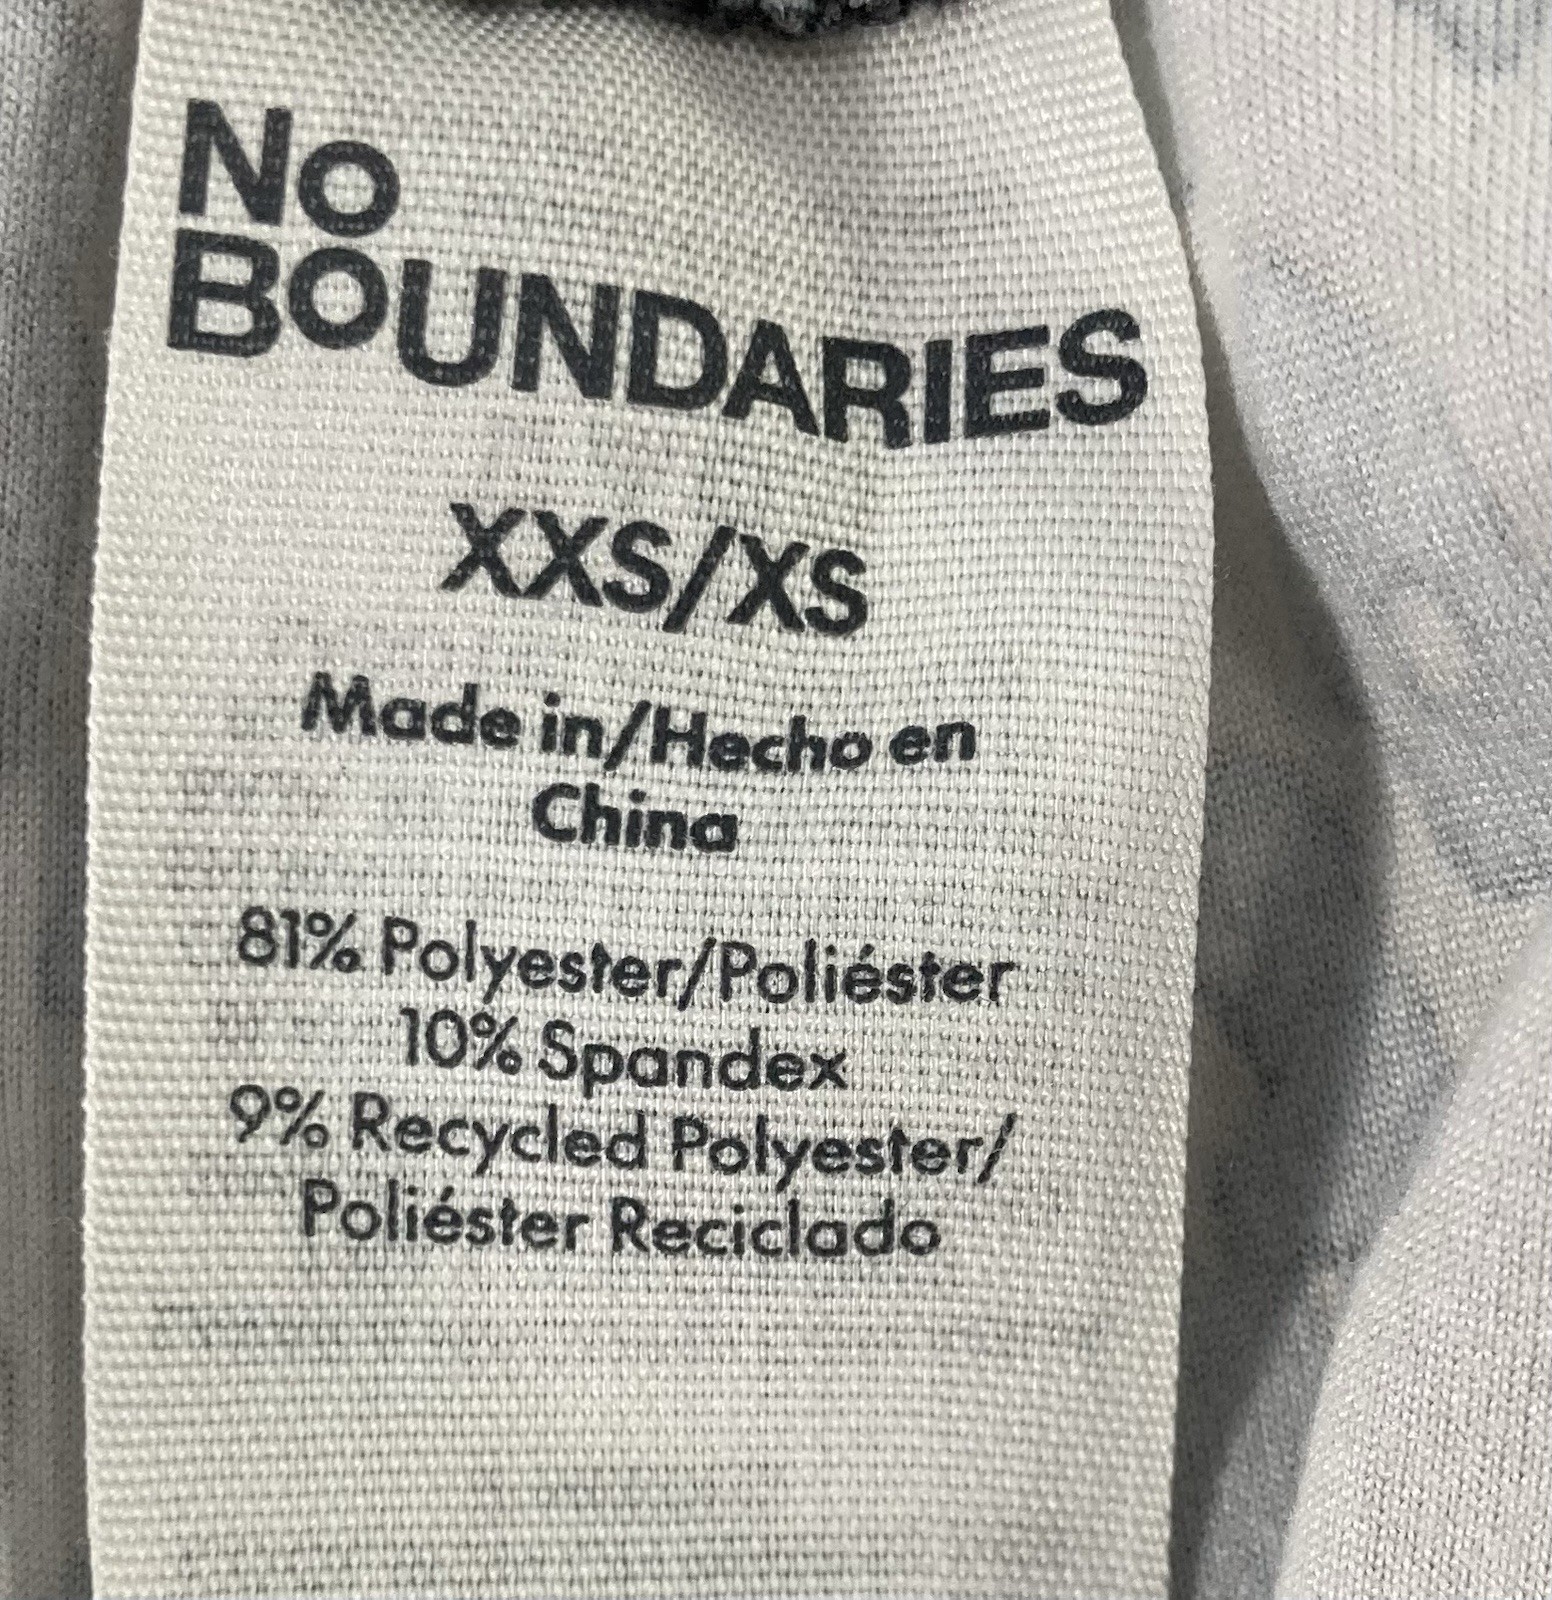 No
BOUNDARIES
XXS/XS
Made in/Hecho en
China
81% Polyester/Poliéster
10% Spandex
9% Recycled Polyester/
Poliéster Reciclado